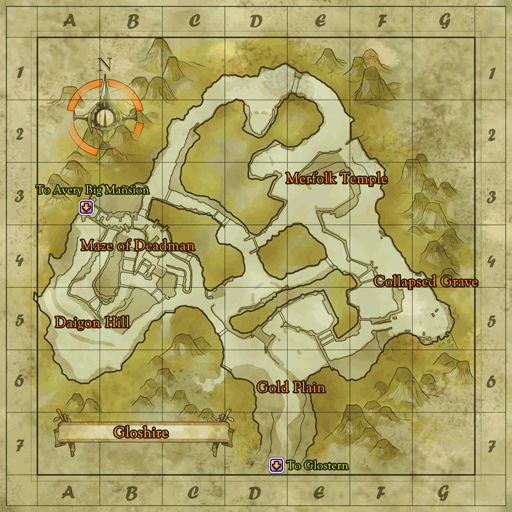 A B C D E F G
N
1 1
2 2
Merfolk Temple
3 3
To Avery Big Mansion
Maze of Deadman
4 4
Collapsed Grave
5 5
Daigon Hill
6 6
Gold Plain
Gloshire
7 7
To Glostern
A B C D E F G